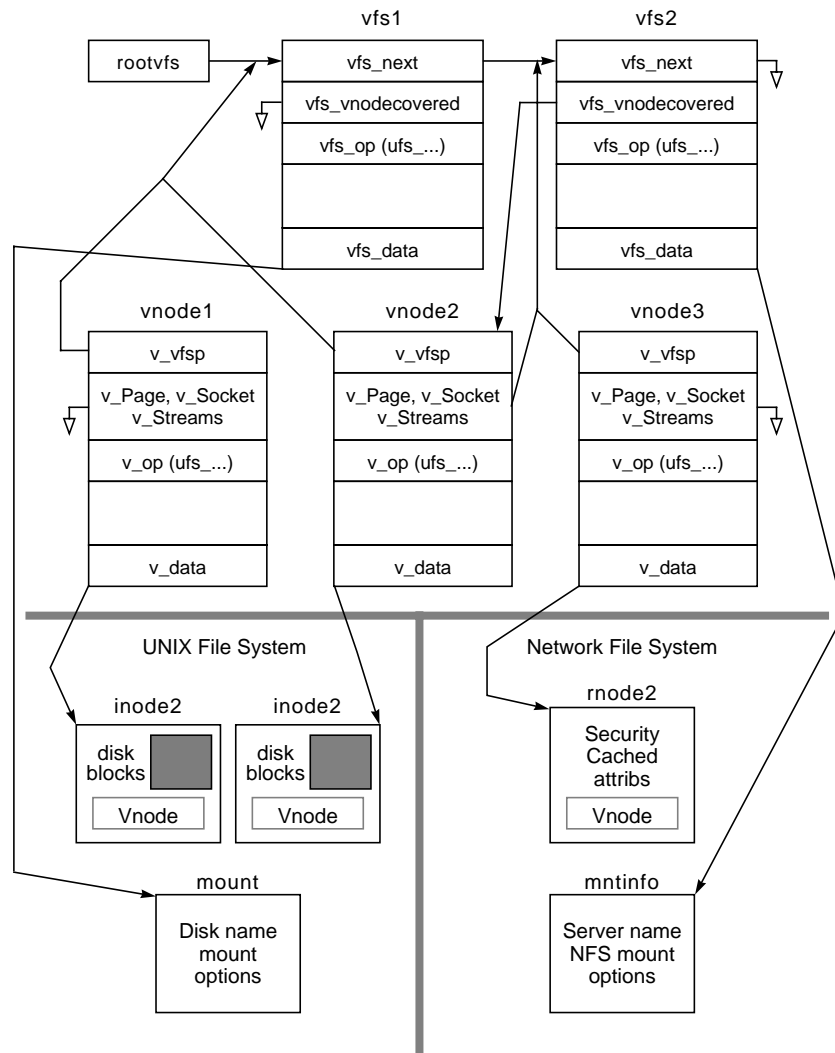 vfs1
vfs2
rootvfs
vfs_next
vfs_next
vfs_vnodecovered
vfs_vnodecovered
vfs_op (ufs_...)
vfs_op (ufs_...)
vfs_data
vfs_data
vnode1
vnode2
vnode3
v_vfsp
v_vfsp
v_vfsp
v_Page, v_Socket
v_Streams
v_Page, v_Socket
v_Streams
v_Page, v_Socket
v_Streams
v_op (ufs_...)
v_op (ufs_...)
v_op (ufs_...)
v_data
v_data
v_data
UNIX File System
Network File System
inode2
inode2
rnode2
disk
blocks
Vnode
disk
blocks
Vnode
Security
Cached
attribs
Vnode
mount
mntinfo
Disk name
mount
options
Server name
NFS mount
options